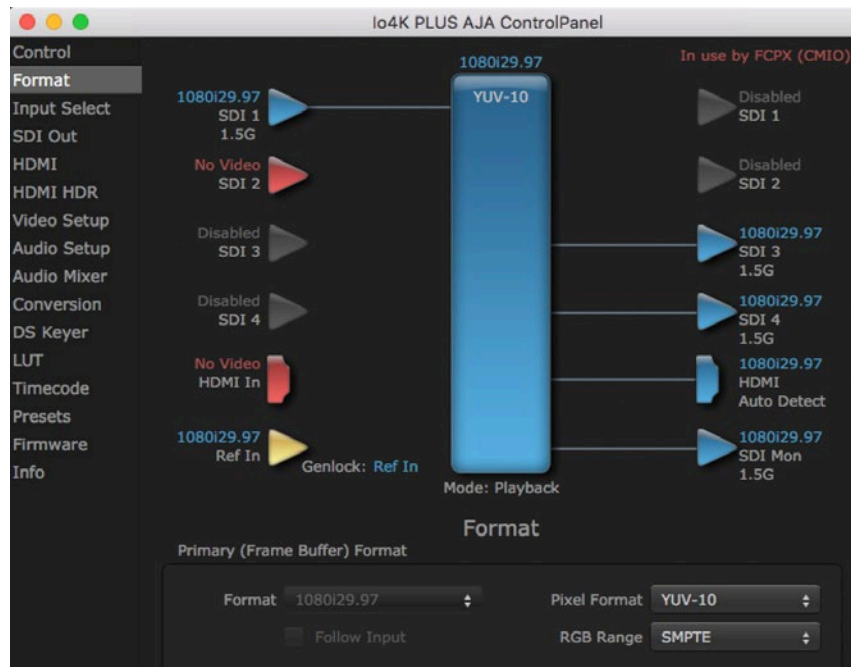 Io4K PLUS AJA ControlPanel
Control
Format
Input Select
SDI Out
HDMI
HDMI HDR
Video Setup
Audio Setup
Audio Mixer
Conversion
DS Keyer
LUT
Timecode
Presets
Firmware
Info
1080i29.97
In use by FCPX (CMIO)
YUV-10
1080i29.97
SDI 1
1.5G
No Video
SDI 2
Disabled
SDI 3
Disabled
SDI 4
No Video
HDMI In
1080i29.97
Ref In
Genlock: Ref In
Disabled
SDI 1
Disabled
SDI 2
1080i29.97
SDI 3
1.5G
1080i29.97
SDI 4
1.5G
1080i29.97
HDMI
Auto Detect
1080i29.97
SDI Mon
1.5G
Mode: Playback
Format
Primary (Frame Buffer) Format
Format 1080i29.97
Pixel Format YUV-10
Follow Input
RGB Range SMPTE